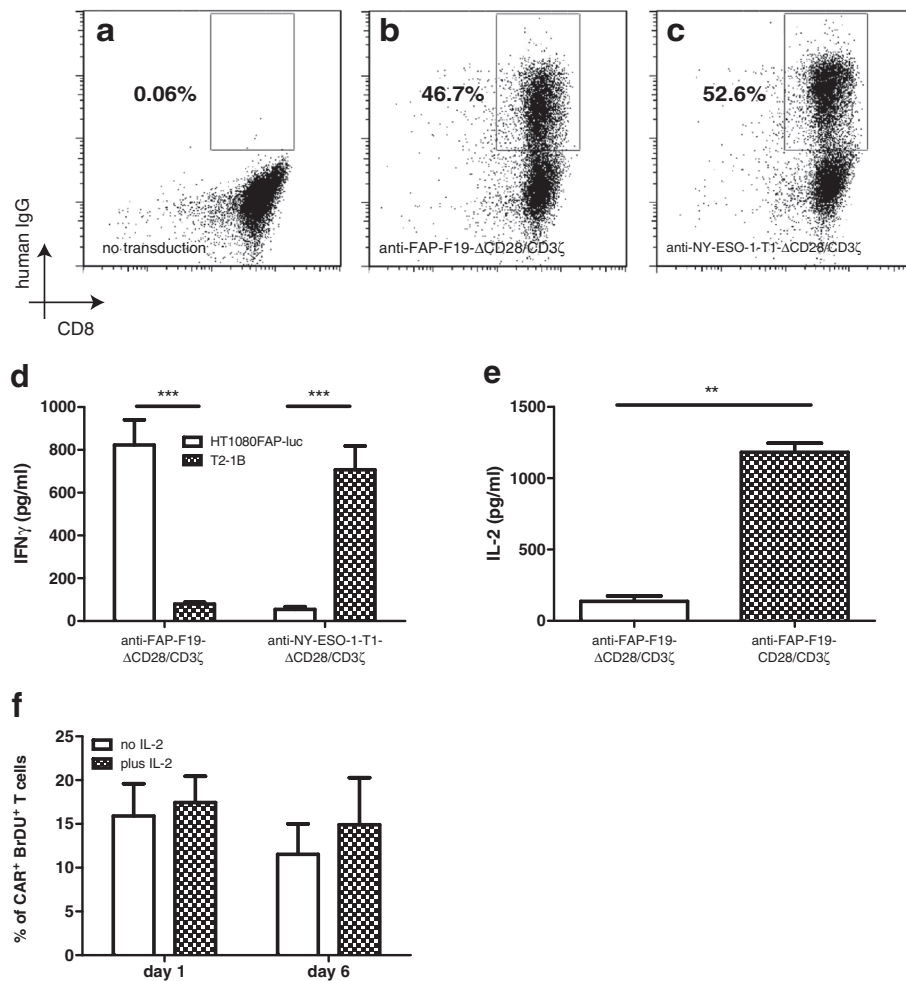 a
0.06%
no transduction
b
46.7%
anti-FAP-F19-ΔCD28/CD3ζ
c
52.6%
anti-NY-ESO-1-T1-ΔCD28/CD3ζ
human IgG
CD8
d
***
***
1000
800
600
400
200
0
IFNγ (pg/ml)
HT1080FAP-luc
T2-1B
anti-FAP-F19-
ΔCD28/CD3ζ
anti-NY-ESO-1-T1-
ΔCD28/CD3ζ
e
**
1500
1000
500
0
IL-2 (pg/ml)
anti-FAP-F19-
ΔCD28/CD3ζ
anti-FAP-F19-
CD28/CD3ζ
f
25
20
15
10
5
0
% of CAR⁺ BrDU⁺ T cells
no IL-2
plus IL-2
day 1
day 6